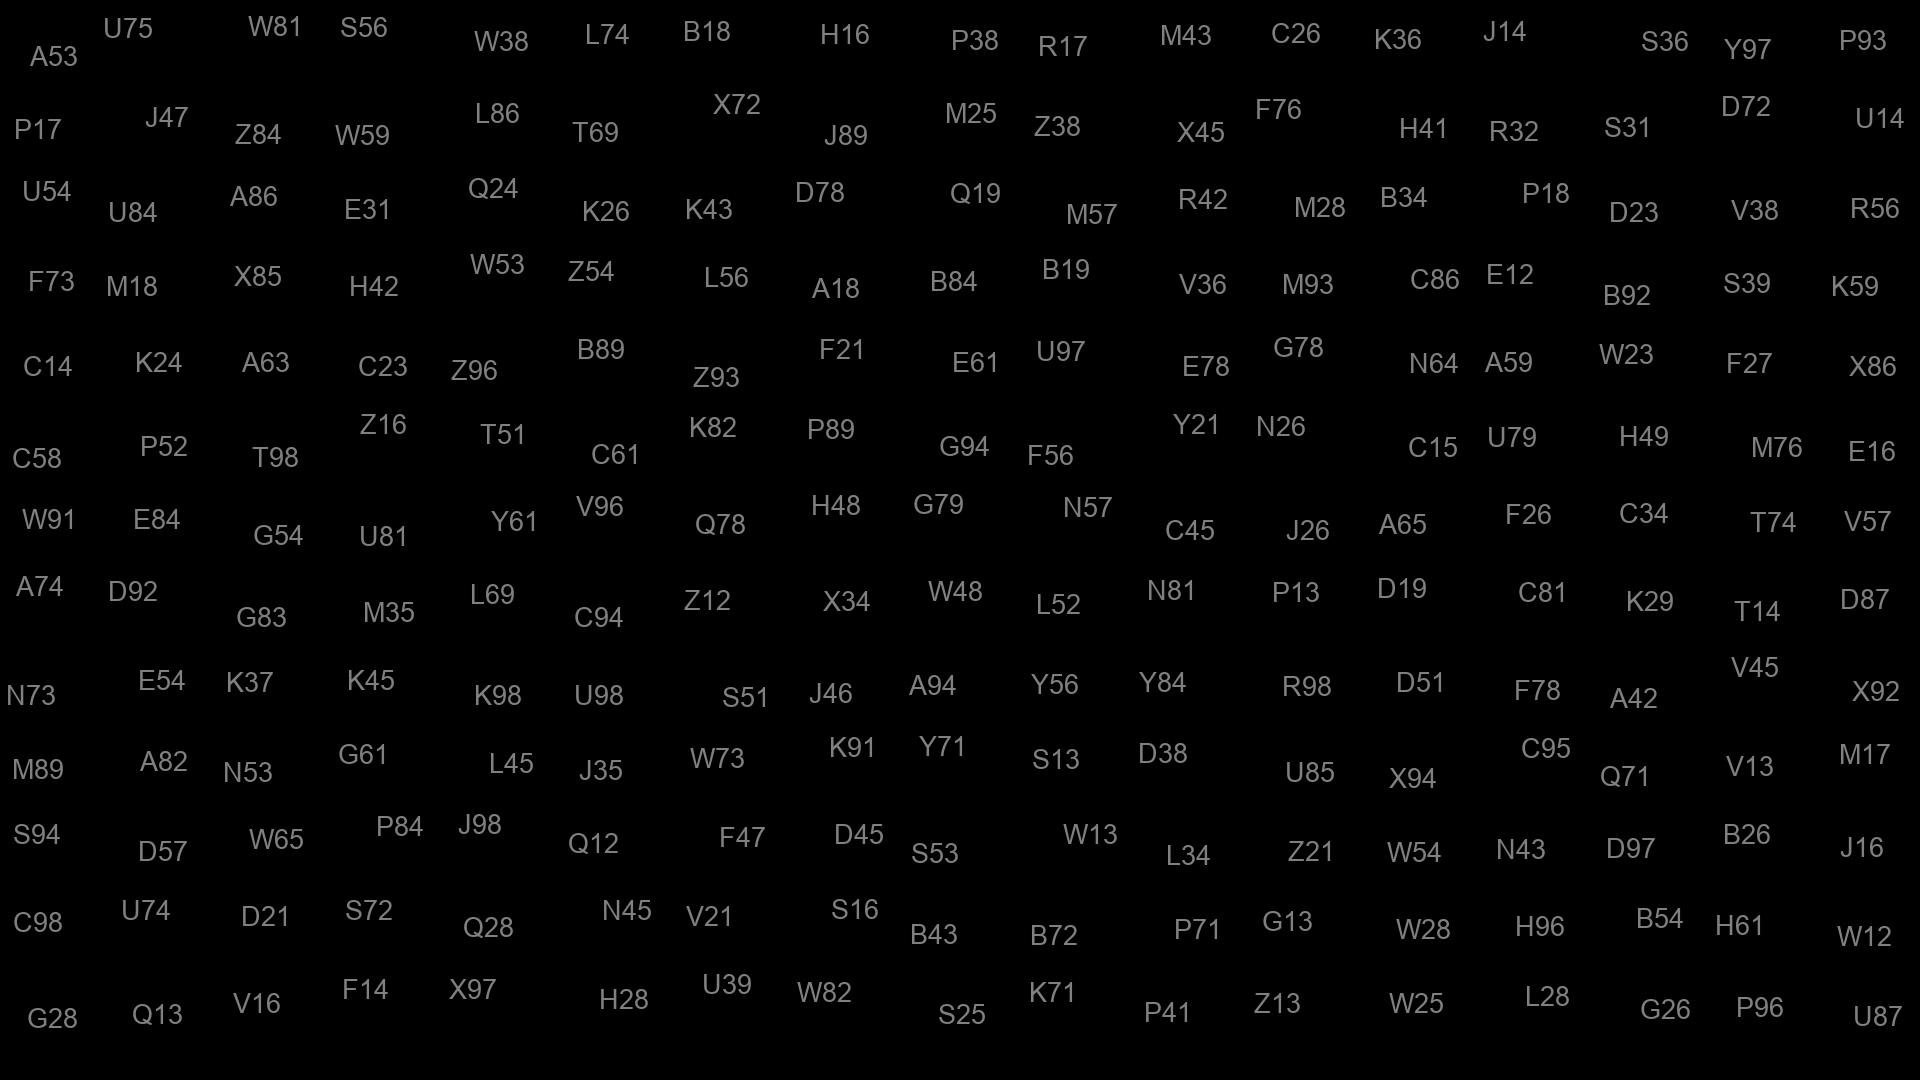 A53 U75 W81 S56 W38 L74 B18 H16 P38 R17 M43 C26 K36 J14 S36 Y97 P93
P17 J47 Z84 W59 L86 T69 X72 J89 M25 Z38 X45 F76 H41 R32 S31 D72 U14
U54 U84 A86 E31 Q24 K26 K43 D78 Q19 M57 R42 M28 B34 P18 D23 V38 R56
F73 M18 X85 H42 W53 Z54 L56 A18 B84 B19 V36 M93 C86 E12 B92 S39 K59
C14 K24 A63 C23 Z96 B89 Z93 F21 E61 U97 E78 G78 N64 A59 W23 F27 X86
C58 P52 T98 Z16 T51 C61 K82 P89 G94 F56 Y21 N26 C15 U79 H49 M76 E16
W91 E84 G54 U81 Y61 V96 Q78 H48 G79 N57 C45 J26 A65 F26 C34 T74 V57
A74 D92 G83 M35 L69 C94 Z12 X34 W48 L52 N81 P13 D19 C81 K29 T14 D87
N73 E54 K37 K45 K98 U98 S51 J46 A94 Y56 Y84 R98 D51 F78 A42 V45 X92
M89 A82 N53 G61 L45 J35 W73 K91 Y71 S13 D38 U85 X94 C95 Q71 V13 M17
S94 D57 W65 P84 J98 Q12 F47 D45 S53 W13 L34 Z21 W54 N43 D97 B26 J16
C98 U74 D21 S72 Q28 N45 V21 S16 B43 B72 P71 G13 W28 H96 B54 H61 W12
G28 Q13 V16 F14 X97 H28 U39 W82 S25 K71 P41 Z13 W25 L28 G26 P96 U87